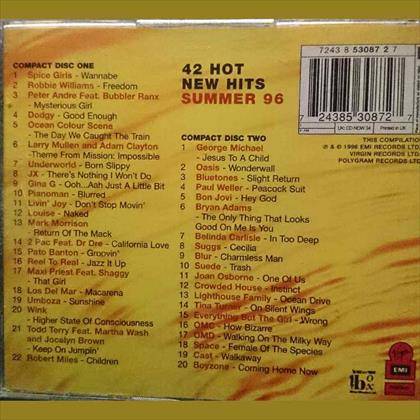 7243 8 53087 2 7
COMPACT DISC ONE
1 Spice Girls - Wannabe
2 Robbie Williams - Freedom
3 Peter Andre Feat. Bubbler Ranx
- Mysterious Girl
4 Dodgy - Good Enough
5 Ocean Colour Scene
- The Day We Caught The Train
6 Larry Mullen and Adam Clayton
- Theme From Mission: Impossible
7 Underworld - Born Slippy
8 JX - There's Nothing I Won't Do
9 Gina G - Ooh...Aah Just A Little Bit
10 Pianoman - Blurred
11 Livin' Joy - Don't Stop Movin'
12 Louise - Naked
13 Mark Morrison
- Return Of The Mack
14 2 Pac Feat. Dr Dre - California Love
15 Pato Banton - Groovin'
16 Reel To Real - Jazz It Up
17 Maxi Priest Feat. Shaggy
- That Girl
18 Los Del Mar - Macarena
19 Umboza - Sunshine
20 Wink
- Higher State Of Consciousness
21 Todd Terry Feat. Martha Wash
and Jocalyn Brown
- Keep On Jumpin'
22 Robert Miles - Children
42 HOT
NEW HITS
SUMMER 96
COMPACT DISC TWO
1 George Michael
- Jesus To A Child
2 Oasis - Wonderwall
3 Bluetones - Slight Return
4 Paul Weller - Peacock Suit
5 Bon Jovi - Hey God
6 Bryan Adams
- The Only Thing That Looks
Good On Me Is You
7 Belinda Carlisle - In Too Deep
8 Suggs - Cecilia
9 Blur - Charmless Man
10 Suede - Trash
11 Joan Osborne - One Of Us
12 Crowded House - Instinct
13 Lighthouse Family - Ocean Drive
14 Tina Turner - On Silent Wings
15 Everything But The Girl - Wrong
16 OMC - How Bizarre
17 OMD - Walking On The Milky Way
18 Space - Female Of The Species
19 Cast - Walkaway
20 Boyzone - Coming Home Now
7 24385 30872
UK: CD NOW 34
Printed in UK
THIS COMPILATION
℗ & © 1996 EMI RECORDS LTD.
VIRGIN RECORDS LTD.
POLYGRAM RECORDS LTD.
Virgin
EMI